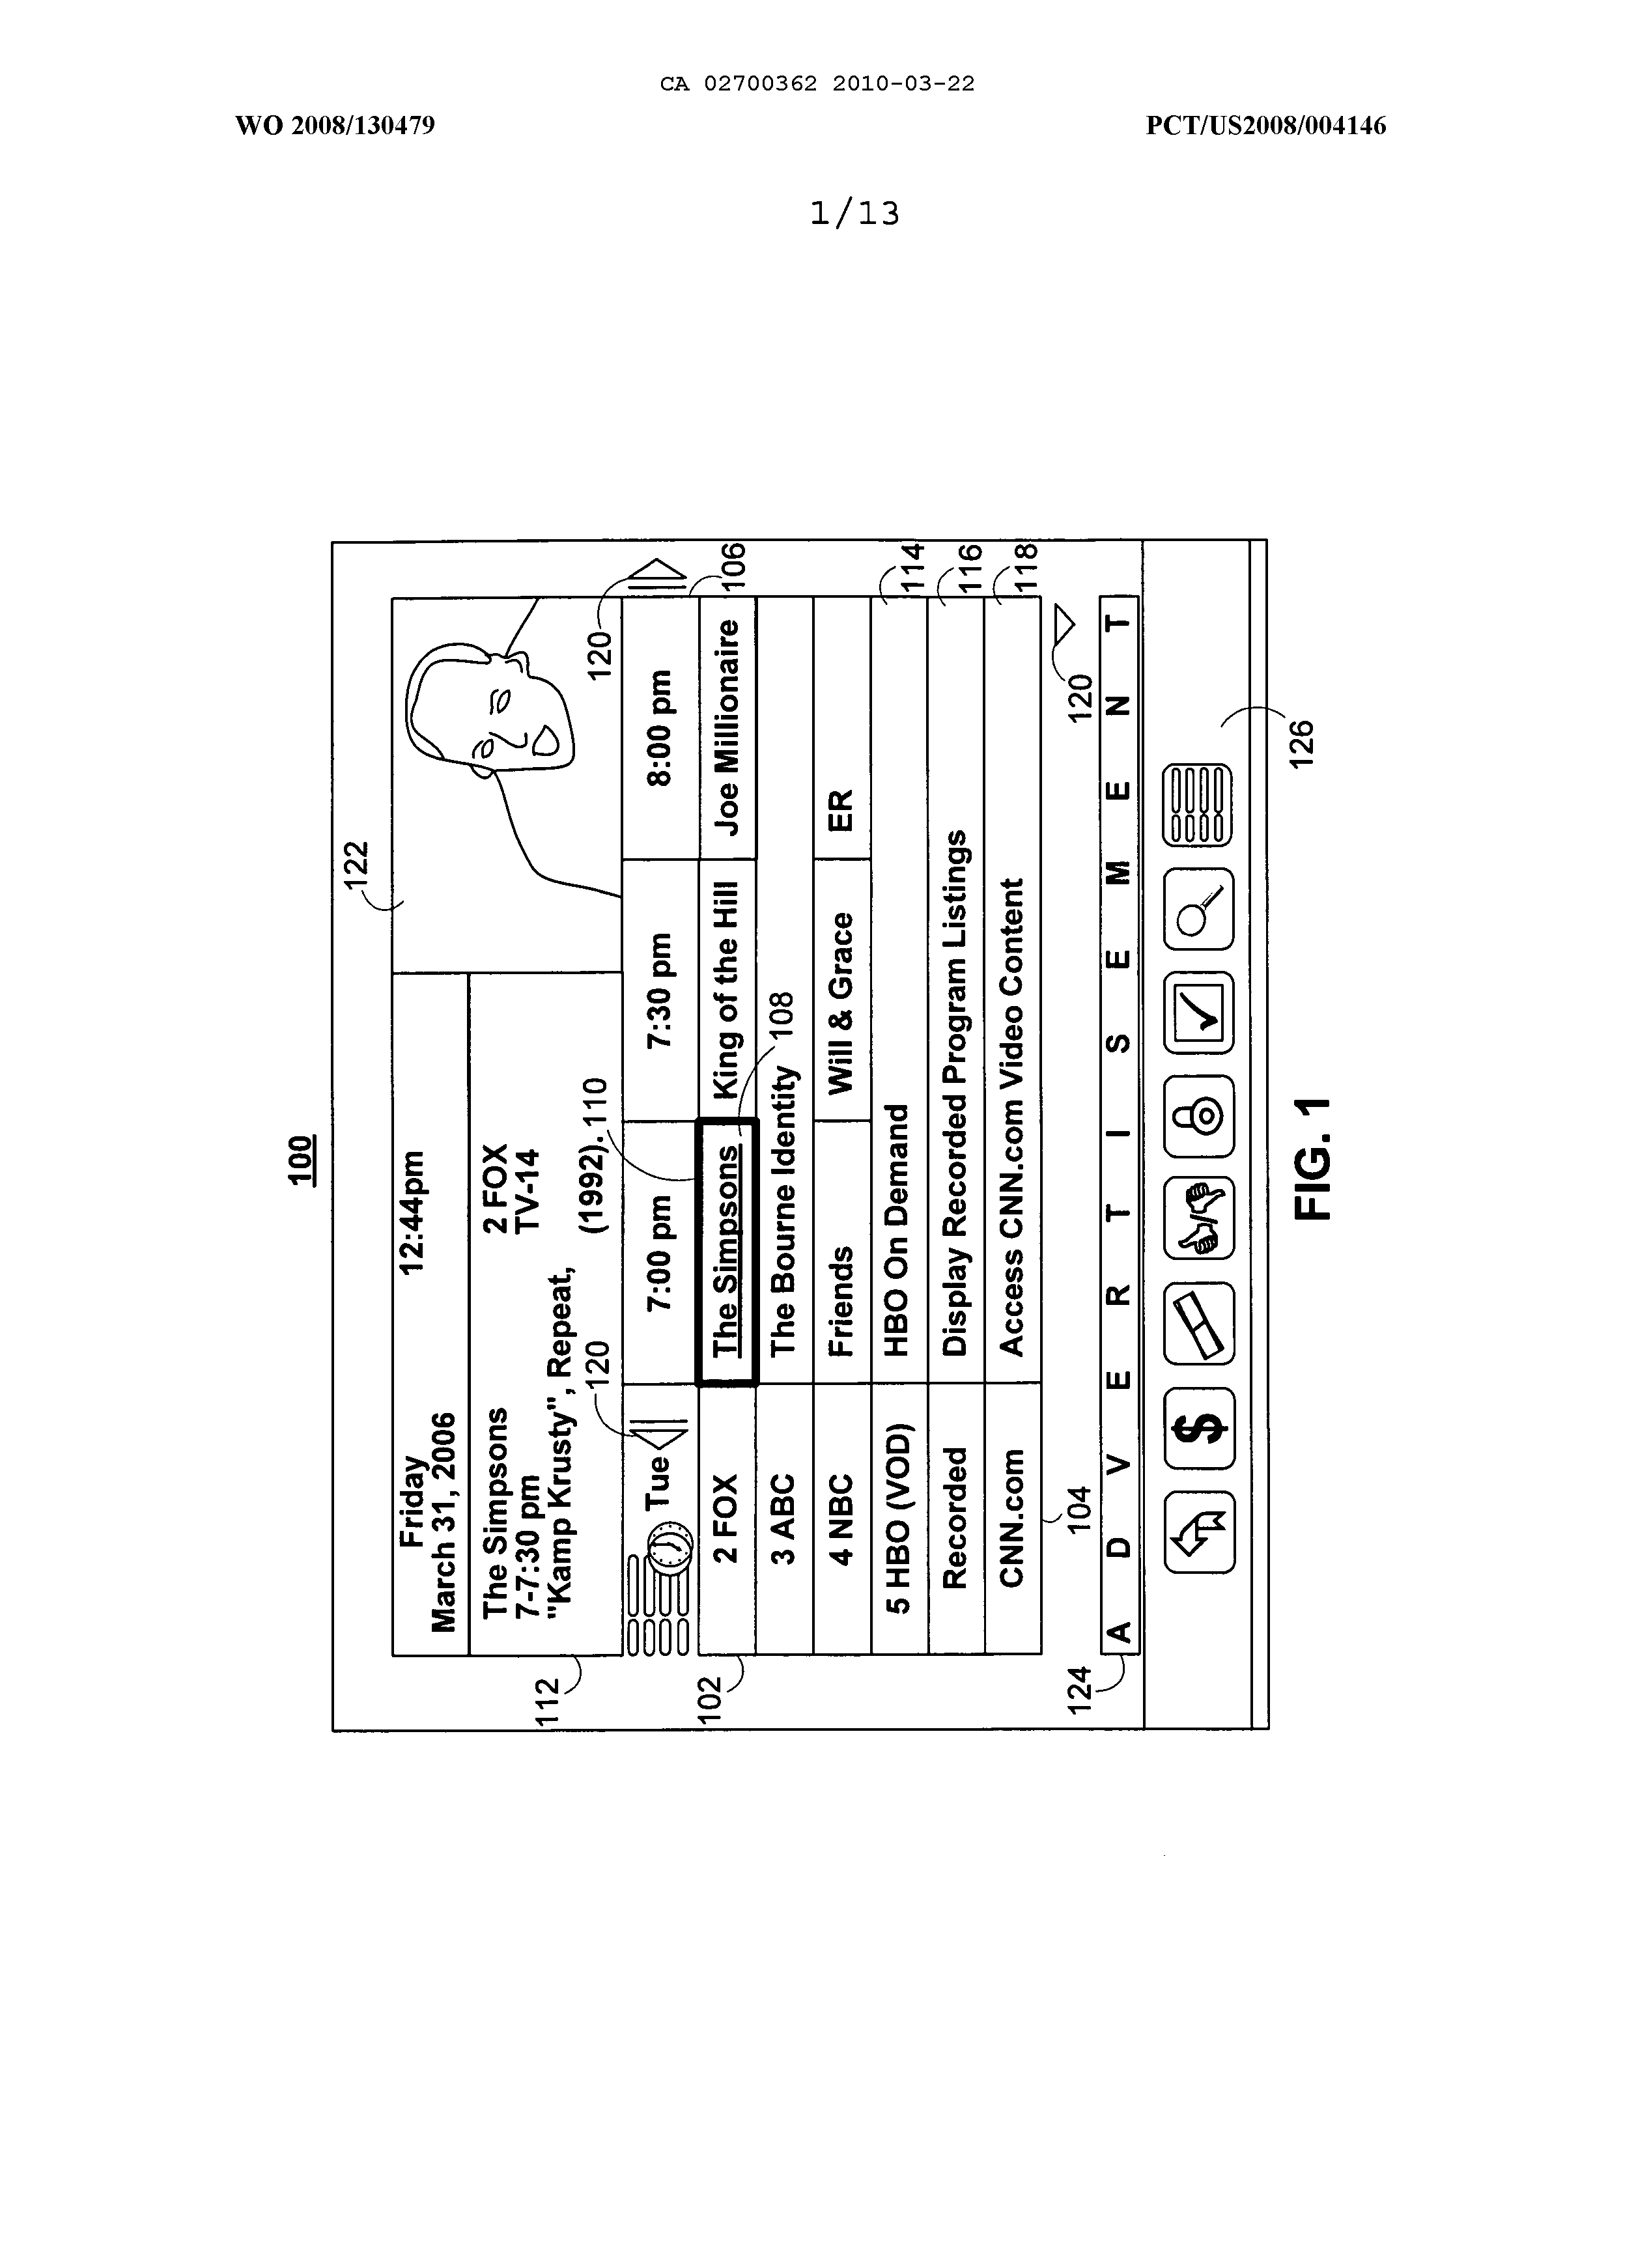 CA 02700362 2010-03-22
WO 2008/130479
PCT/US2008/004146
1/13
100
122
Friday
March 31, 2006
12:44pm
The Simpsons
2 FOX
7-7:30 pm
TV-14
"Kamp Krusty", Repeat,
(1992).
112
110
120
120
Tue
7:00 pm
7:30 pm
8:00 pm
106
102
2 FOX
The Simpsons
King of the Hill
Joe Millionaire
108
3 ABC
The Bourne Identity
4 NBC
Friends
Will & Grace
ER
5 HBO (VOD)
HBO On Demand
114
Recorded
Display Recorded Program Listings
116
CNN.com
Access CNN.com Video Content
118
104
120
124
A D V E R T I S E M E N T
$
126
FIG. 1